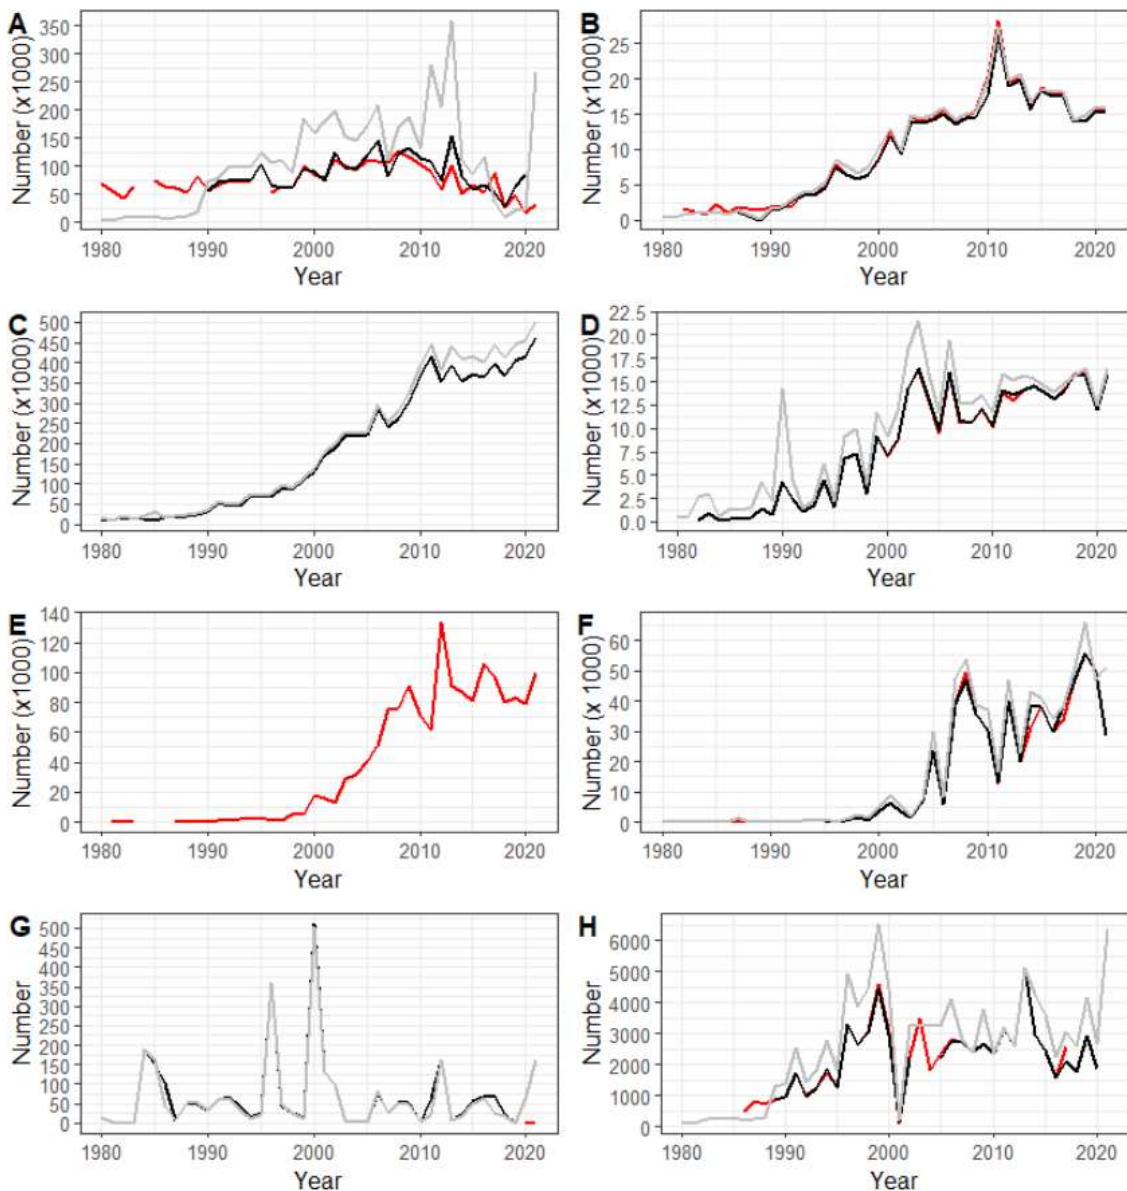 A
Number (x1000)
350
300
250
200
150
100
50
0
1980 1990 2000 2010 2020
Year
B
Number (x1000)
25
20
15
10
5
0
1980 1990 2000 2010 2020
Year
C
Number (x1000)
500
450
400
350
300
250
200
150
100
50
0
1980 1990 2000 2010 2020
Year
D
Number (x1000)
22.5
20.0
17.5
15.0
12.5
10.0
7.5
5.0
2.5
0.0
1980 1990 2000 2010 2020
Year
E
Number (x1000)
140
120
100
80
60
40
20
0
1980 1990 2000 2010 2020
Year
F
Number (x 1000)
60
50
40
30
20
10
0
1980 1990 2000 2010 2020
Year
G
Number
500
450
400
350
300
250
200
150
100
50
0
1980 1990 2000 2010 2020
Year
H
Number
6000
5000
4000
3000
2000
1000
0
1980 1990 2000 2010 2020
Year